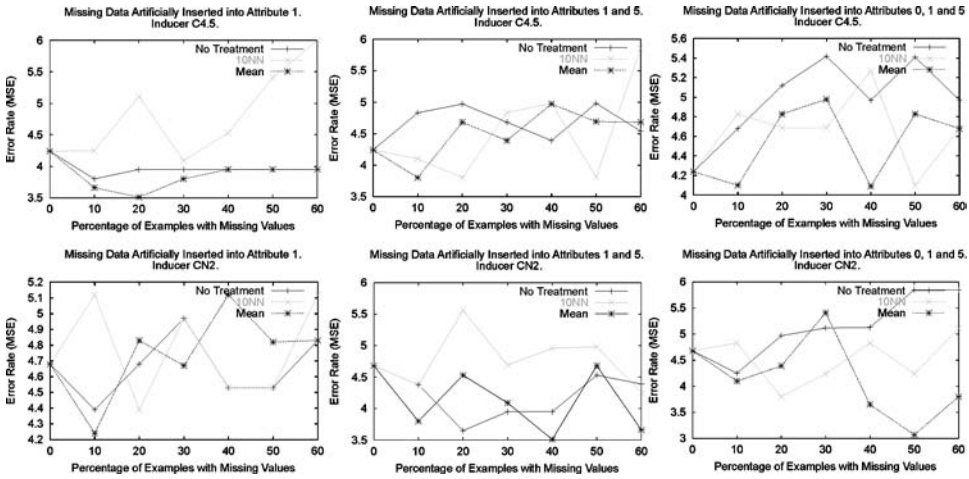 Missing Data Artificially Inserted into Attribute 1.
Inducer C4.5.
Error Rate (MSE)
6
5.5
5
4.5
4
3.5
No Treatment
10NN
Mean
0 10 20 30 40 50 60
Percentage of Examples with Missing Values
Missing Data Artificially Inserted into Attributes 1 and 5.
Inducer C4.5.
Error Rate (MSE)
6
5.5
5
4.5
4
3.5
No Treatment
10NN
Mean
0 10 20 30 40 50 60
Percentage of Examples with Missing Values
Missing Data Artificially Inserted into Attributes 0, 1 and 5
Inducer C4.5.
Error Rate (MSE)
5.6
5.4
5.2
5
4.8
4.6
4.4
4.2
4
No Treatment
10NN
Mean
0 10 20 30 40 50 60
Percentage of Examples with Missing Values
Missing Data Artificially Inserted into Attribute 1.
Inducer CN2.
Error Rate (MSE)
5.2
5.1
5
4.9
4.8
4.7
4.6
4.5
4.4
4.3
4.2
No Treatment
10NN
Mean
0 10 20 30 40 50 60
Percentage of Examples with Missing Values
Missing Data Artificially Inserted into Attributes 1 and 5.
Inducer CN2.
Error Rate (MSE)
6
5.5
5
4.5
4
3.5
No Treatment
10NN
Mean
0 10 20 30 40 50 60
Percentage of Examples with Missing Values
Missing Data Artificially Inserted into Attributes 0, 1 and 5.
Inducer CN2.
Error Rate (MSE)
6
5.5
5
4.5
4
3.5
3
No Treatment
10NN
Mean
0 10 20 30 40 50 60
Percentage of Examples with Missing Values